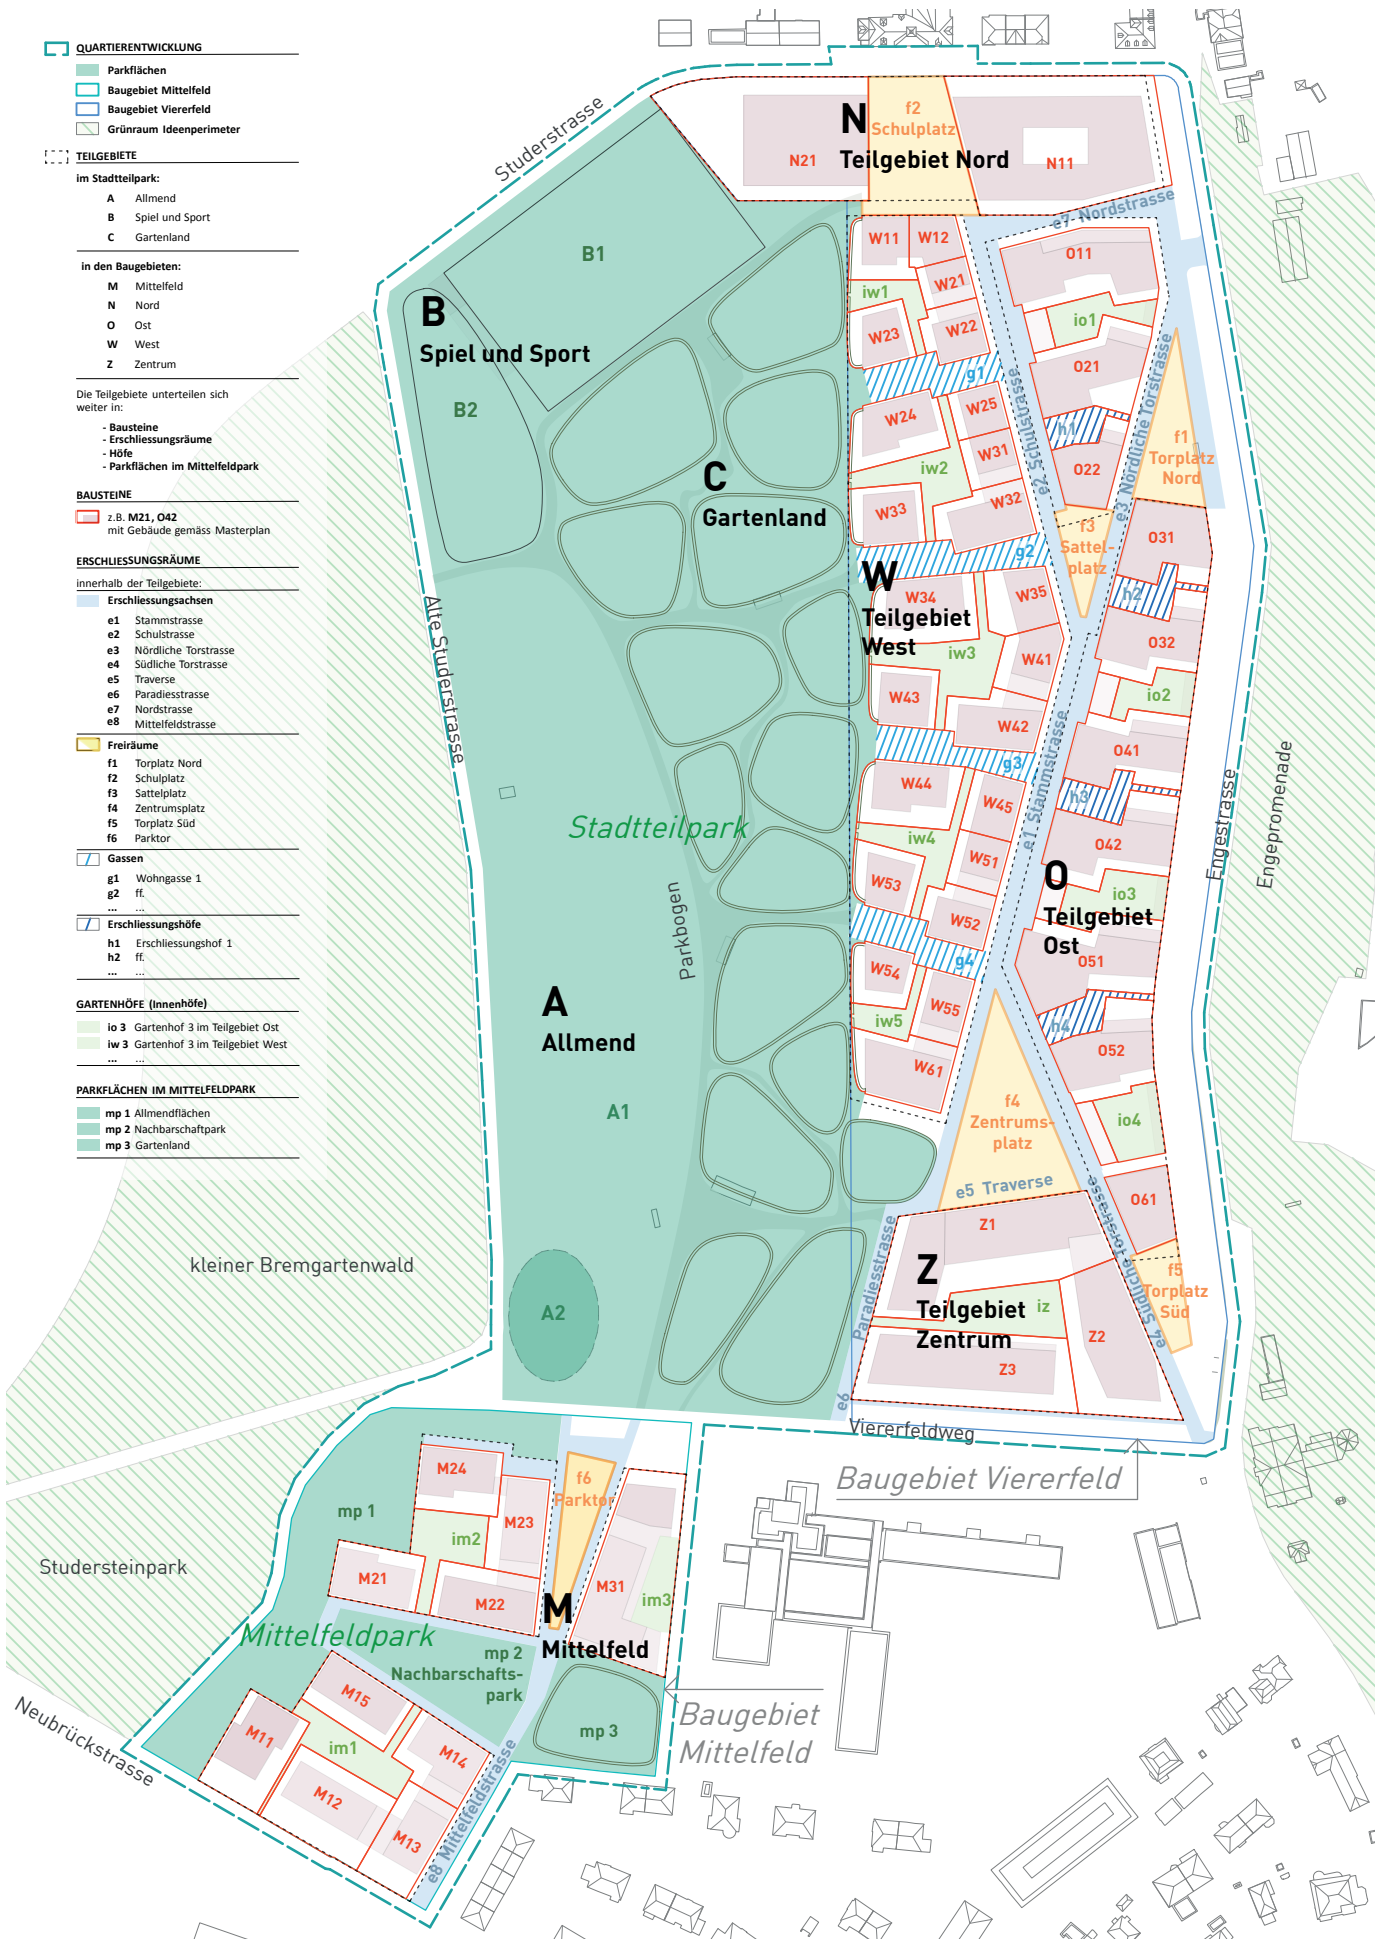 QUARTIERENTWICKLUNG
Parkflächen
Baugebiet Mittelfeld
Baugebiet Viererfeld
Grünraum Ideenperimeter
TEILGEBIETE
im Stadtteilpark:
A Allmend
B Spiel und Sport
C Gartenland
in den Baugebieten:
M Mittelfeld
N Nord
O Ost
W West
Z Zentrum
Die Teilgebiete unterteilen sich
weiter in:
- Bausteine
- Erschliessungsräume
- Höfe
- Parkflächen im Mittelfeldpark
BAUSTEINE
z.B. M21, O42
mit Gebäude gemäss Masterplan
ERSCHLIESSUNGSRÄUME
innerhalb der Teilgebiete:
Erschliessungsachsen
e1 Stammstrasse
e2 Schulstrasse
e3 Nördliche Torstrasse
e4 Südliche Torstrasse
e5 Traverse
e6 Paradiesstrasse
e7 Nordstrasse
e8 Mittelfeldstrasse
Freiräume
f1 Torplatz Nord
f2 Schulplatz
f3 Sattelplatz
f4 Zentrumsplatz
f5 Torplatz Süd
f6 Parktor
Gassen
g1 Wohngasse 1
g2 ff.
... ...
Erschliessungshöfe
h1 Erschliessungshof 1
h2 ff.
... ...
GARTENHÖFE (Innenhöfe)
io 3 Gartenhof 3 im Teilgebiet Ost
iw 3 Gartenhof 3 im Teilgebiet West
... ...
PARKFLÄCHEN IM MITTELFELDPARK
mp 1 Allmendflächen
mp 2 Nachbarschaftpark
mp 3 Gartenland
Studerstrasse
N
Teilgebiet Nord
f2
Schulplatz
N21
N11
e7 Nordstrasse
B1
B
Spiel und Sport
B2
C
Gartenland
W11
W12
W21
iw1
W23
W22
g1
W24
W25
iw2
W31
W33
W32
g2
e2 Schulstrasse
O11
io1
O21
h1
O22
e3 Nördliche Torstrasse
f1
Torplatz
Nord
f3
Sattel-
platz
O31
h2
O32
io2
W
Teilgebiet
West
W34
W35
iw3
W41
W43
W42
g3
W44
W45
iw4
W51
W53
W52
g4
W54
W55
iw5
W61
e1 Stammstrasse
O41
h3
O42
O
Teilgebiet
Ost
io3
O51
h4
O52
io4
O61
Engestrasse
Engepromenade
Alte Studerstrasse
Stadtteilpark
Parkbogen
A
Allmend
A1
A2
kleiner Bremgartenwald
f4
Zentrums-
platz
e5 Traverse
e4 Südliche Torstrasse
f5
Torplatz
Süd
Z1
Z
Teilgebiet
Zentrum
iz
Z2
Z3
e6 Paradiesstrasse
Viererfeldweg
Baugebiet Viererfeld
Studersteinpark
mp 1
M24
M23
im2
M21
M22
f6
Parktor
M31
im3
M
Mittelfeld
Mittelfeldpark
mp 2
Nachbarschafts-
park
mp 3
Baugebiet
Mittelfeld
M15
M11
im1
M14
M12
M13
e8 Mittelfeldstrasse
Neubrückstrasse